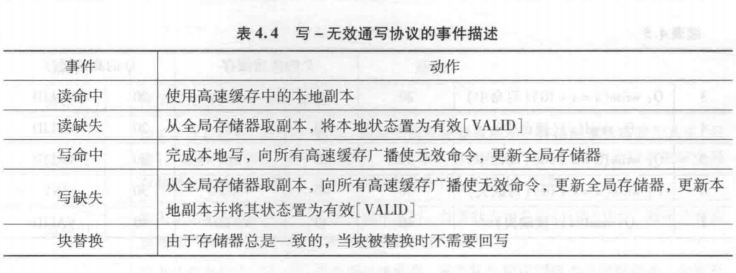 表4.4 写-无效通写协议的事件描述
事件 动作
读命中 使用高速缓存中的本地副本
读缺失 从全局存储器取副本，将本地状态置为有效[VALID]
写命中 完成本地写，向所有高速缓存广播使无效命令，更新全局存储器
写缺失 从全局存储器取副本，向所有高速缓存广播使无效命令，更新全局存储器，更新本
地副本并将其状态置为有效[VALID]
块替换 由于存储器总是一致的，当块被替换时不需要回写